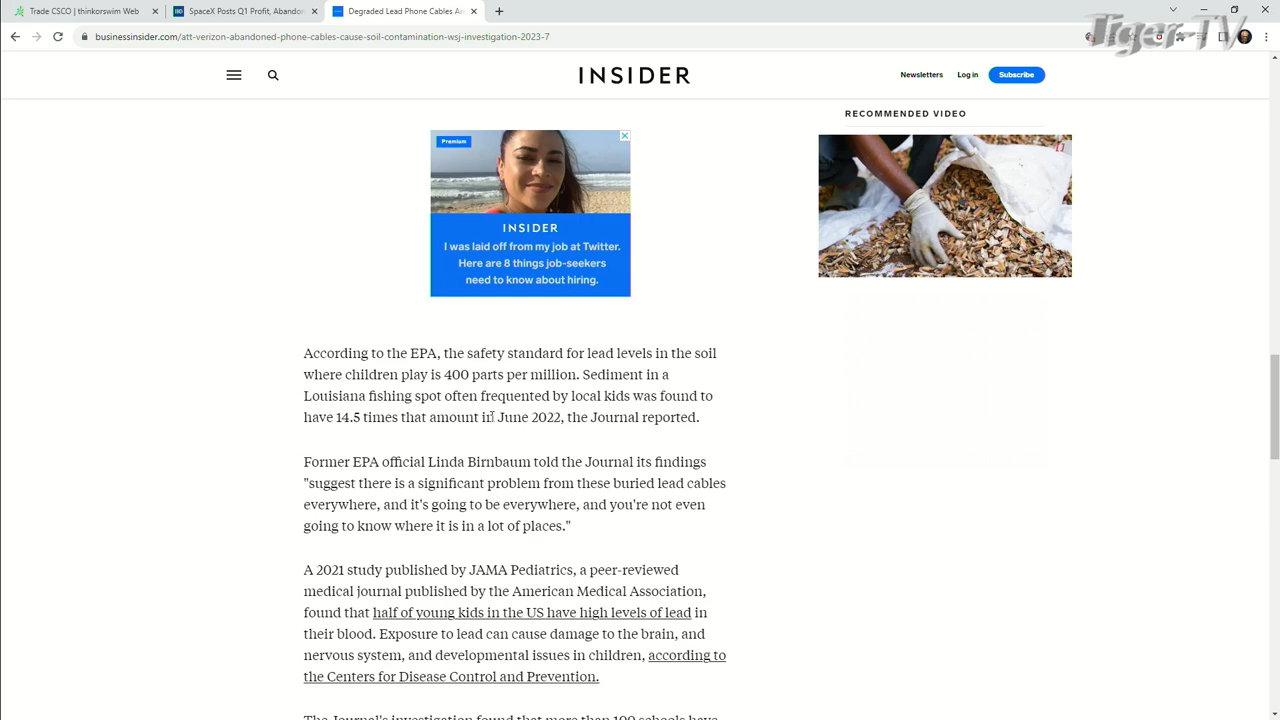 Trade CSCO | thinkorswim Web
SpaceX Posts Q1 Profit, Abandon
Degraded Lead Phone Cables Ar
Tiger-TV
businessinsider.com/att-verizon-abandoned-phone-cables-cause-soil-contamination-wsj-investigation-2023-7
INSIDER
Newsletters
Log in
Subscribe
RECOMMENDED VIDEO
Premium
INSIDER
I was laid off from my job at Twitter.
Here are 8 things job-seekers
need to know about hiring.
According to the EPA, the safety standard for lead levels in the soil
where children play is 400 parts per million. Sediment in a
Louisiana fishing spot often frequented by local kids was found to
have 14.5 times that amount in June 2022, the Journal reported.
Former EPA official Linda Birnbaum told the Journal its findings
"suggest there is a significant problem from these buried lead cables
everywhere, and it's going to be everywhere, and you're not even
going to know where it is in a lot of places."
A 2021 study published by JAMA Pediatrics, a peer-reviewed
medical journal published by the American Medical Association,
found that half of young kids in the US have high levels of lead in
their blood. Exposure to lead can cause damage to the brain, and
nervous system, and developmental issues in children, according to
the Centers for Disease Control and Prevention.
The Journal's investigation found that more than 100 schools have